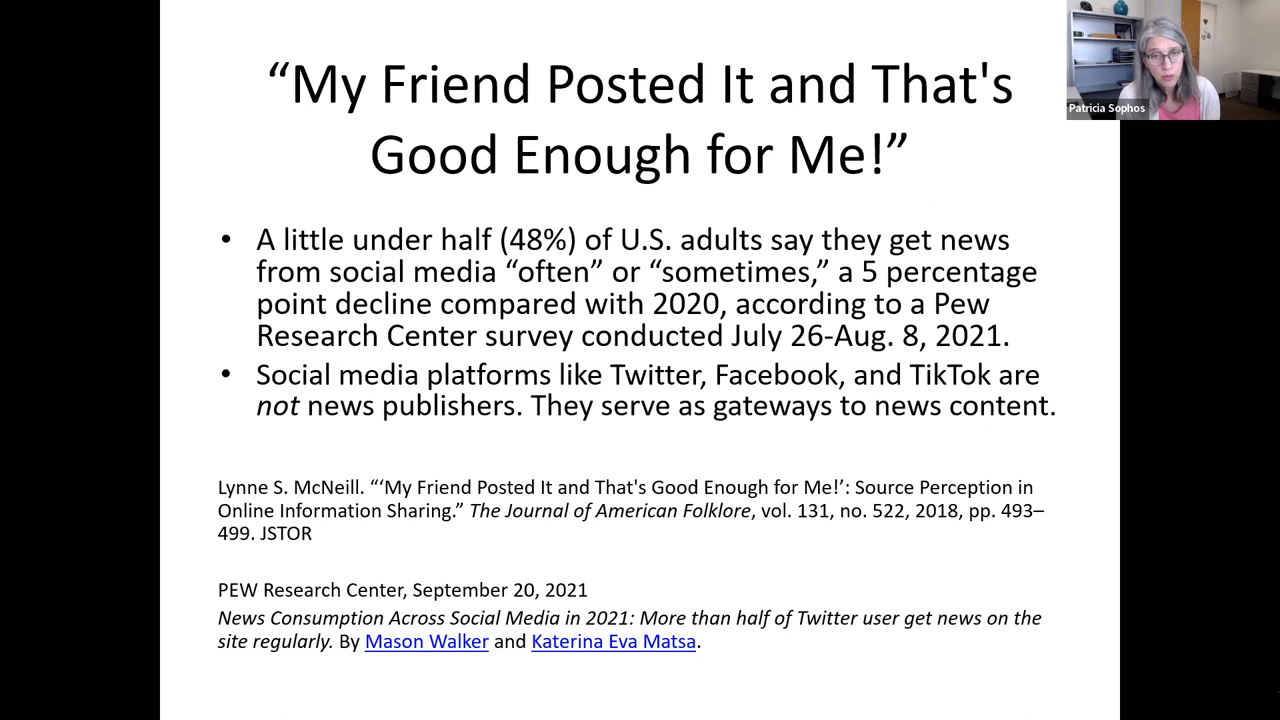 “My Friend Posted It and That's
Good Enough for Me!”
Patricia Sophos
• A little under half (48%) of U.S. adults say they get news
from social media “often” or “sometimes,” a 5 percentage
point decline compared with 2020, according to a Pew
Research Center survey conducted July 26-Aug. 8, 2021.
• Social media platforms like Twitter, Facebook, and TikTok are
not news publishers. They serve as gateways to news content.
Lynne S. McNeill. “‘My Friend Posted It and That's Good Enough for Me!’: Source Perception in
Online Information Sharing.” The Journal of American Folklore, vol. 131, no. 522, 2018, pp. 493–
499. JSTOR
PEW Research Center, September 20, 2021
News Consumption Across Social Media in 2021: More than half of Twitter user get news on the
site regularly. By Mason Walker and Katerina Eva Matsa.